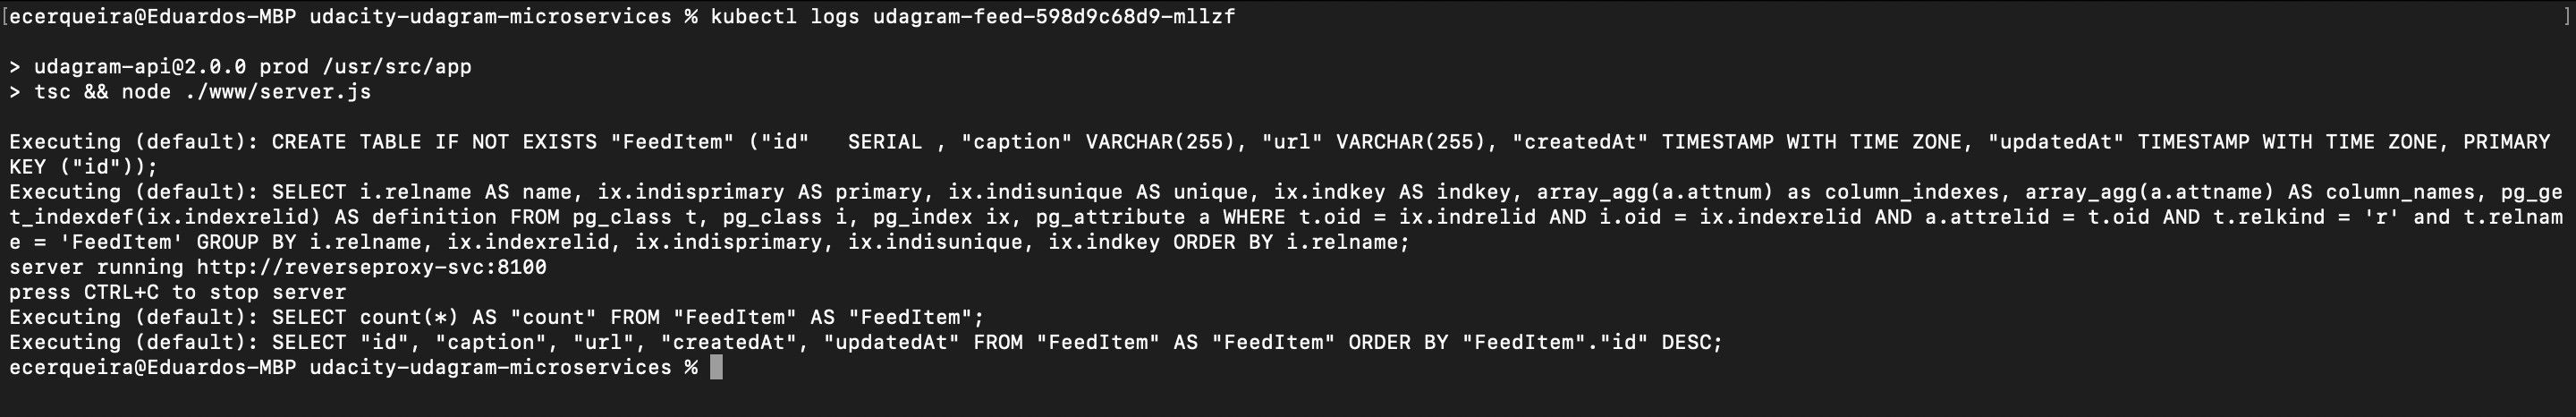 [ecerqueira@Eduardos-MBP udacity-udagram-microservices % kubectl logs udagram-feed-598d9c68d9-mllzf ]
> udagram-api@2.0.0 prod /usr/src/app
> tsc && node ./www/server.js
Executing (default): CREATE TABLE IF NOT EXISTS "FeedItem" ("id"   SERIAL , "caption" VARCHAR(255), "url" VARCHAR(255), "createdAt" TIMESTAMP WITH TIME ZONE, "updatedAt" TIMESTAMP WITH TIME ZONE, PRIMARY
KEY ("id"));
Executing (default): SELECT i.relname AS name, ix.indisprimary AS primary, ix.indisunique AS unique, ix.indkey AS indkey, array_agg(a.attnum) as column_indexes, array_agg(a.attname) AS column_names, pg_ge
t_indexdef(ix.indexrelid) AS definition FROM pg_class t, pg_class i, pg_index ix, pg_attribute a WHERE t.oid = ix.indrelid AND i.oid = ix.indexrelid AND a.attrelid = t.oid AND t.relkind = 'r' and t.relnam
e = 'FeedItem' GROUP BY i.relname, ix.indexrelid, ix.indisprimary, ix.indisunique, ix.indkey ORDER BY i.relname;
server running http://reverseproxy-svc:8100
press CTRL+C to stop server
Executing (default): SELECT count(*) AS "count" FROM "FeedItem" AS "FeedItem";
Executing (default): SELECT "id", "caption", "url", "createdAt", "updatedAt" FROM "FeedItem" AS "FeedItem" ORDER BY "FeedItem"."id" DESC;
ecerqueira@Eduardos-MBP udacity-udagram-microservices %